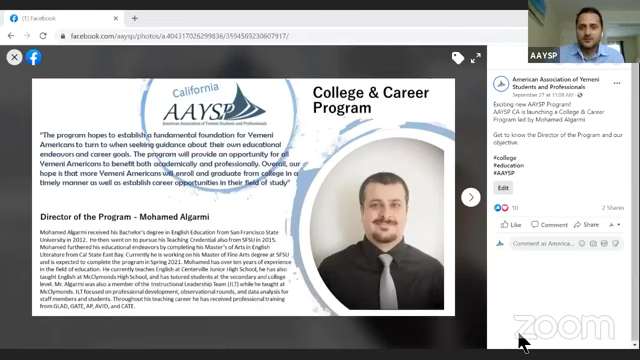 (1) Facebook
facebook.com/aaysp/photos/a.404317026299836/3594569230607917/
AAYSP
California
AAYSP
American Association of Yemeni Students and Professionals
College & Career
Program
"The program hopes to establish a fundamental foundation for Yemeni
Americans to turn to when seeking guidance about their own educational
endeavors and career goals. The program will provide an opportunity for all
Yemeni Americans to benefit both academically and professionally. Overall, our
hope is that more Yemeni Americans will enroll and graduate from college in a
timely manner as well as establish career opportunities in their field of study"
Director of the Program - Mohamed Algarmi
Mohamed Algarmi received his Bachelor's degree in English Education from San Francisco State
University in 2012. He then went on to pursue his Teaching Credential also from SFSU in 2015.
Mohamed furthered his educational endeavors by completing his Master's of Arts in English
Literature from Cal State East Bay. Currently he is working on his Master of Fine Arts degree at SFSU
and is expected to complete the program in Spring 2021. Mohamed has over ten years of experience
in the field of education. He currently teaches English at Centerville Junior High School, he has also
taught English at McClymonds High School, and has tutored students at the secondary and college
level. Mr. Algarmi was also a member of the Instructional Leadership Team (ILT) while he taught at
McClymonds. ILT focused on professional development, observational rounds, and data analysis for
staff members and students. Throughout his teaching career he has received professional training
from GLAD, GATE, AP, AVID, and CATE.
American Association of Yemeni
Students and Professionals
September 27 at 11:08 AM
Exciting new AAYSP Program!
AAYSP CA is launching a College & Career
Program led by Mohamed Algarmi
Get to know the Director of the Program and our
objective.
#college
#education
#AAYSP
Edit
10
2 Shares
Like
Comment
Share
Comment as Americ...
zoom